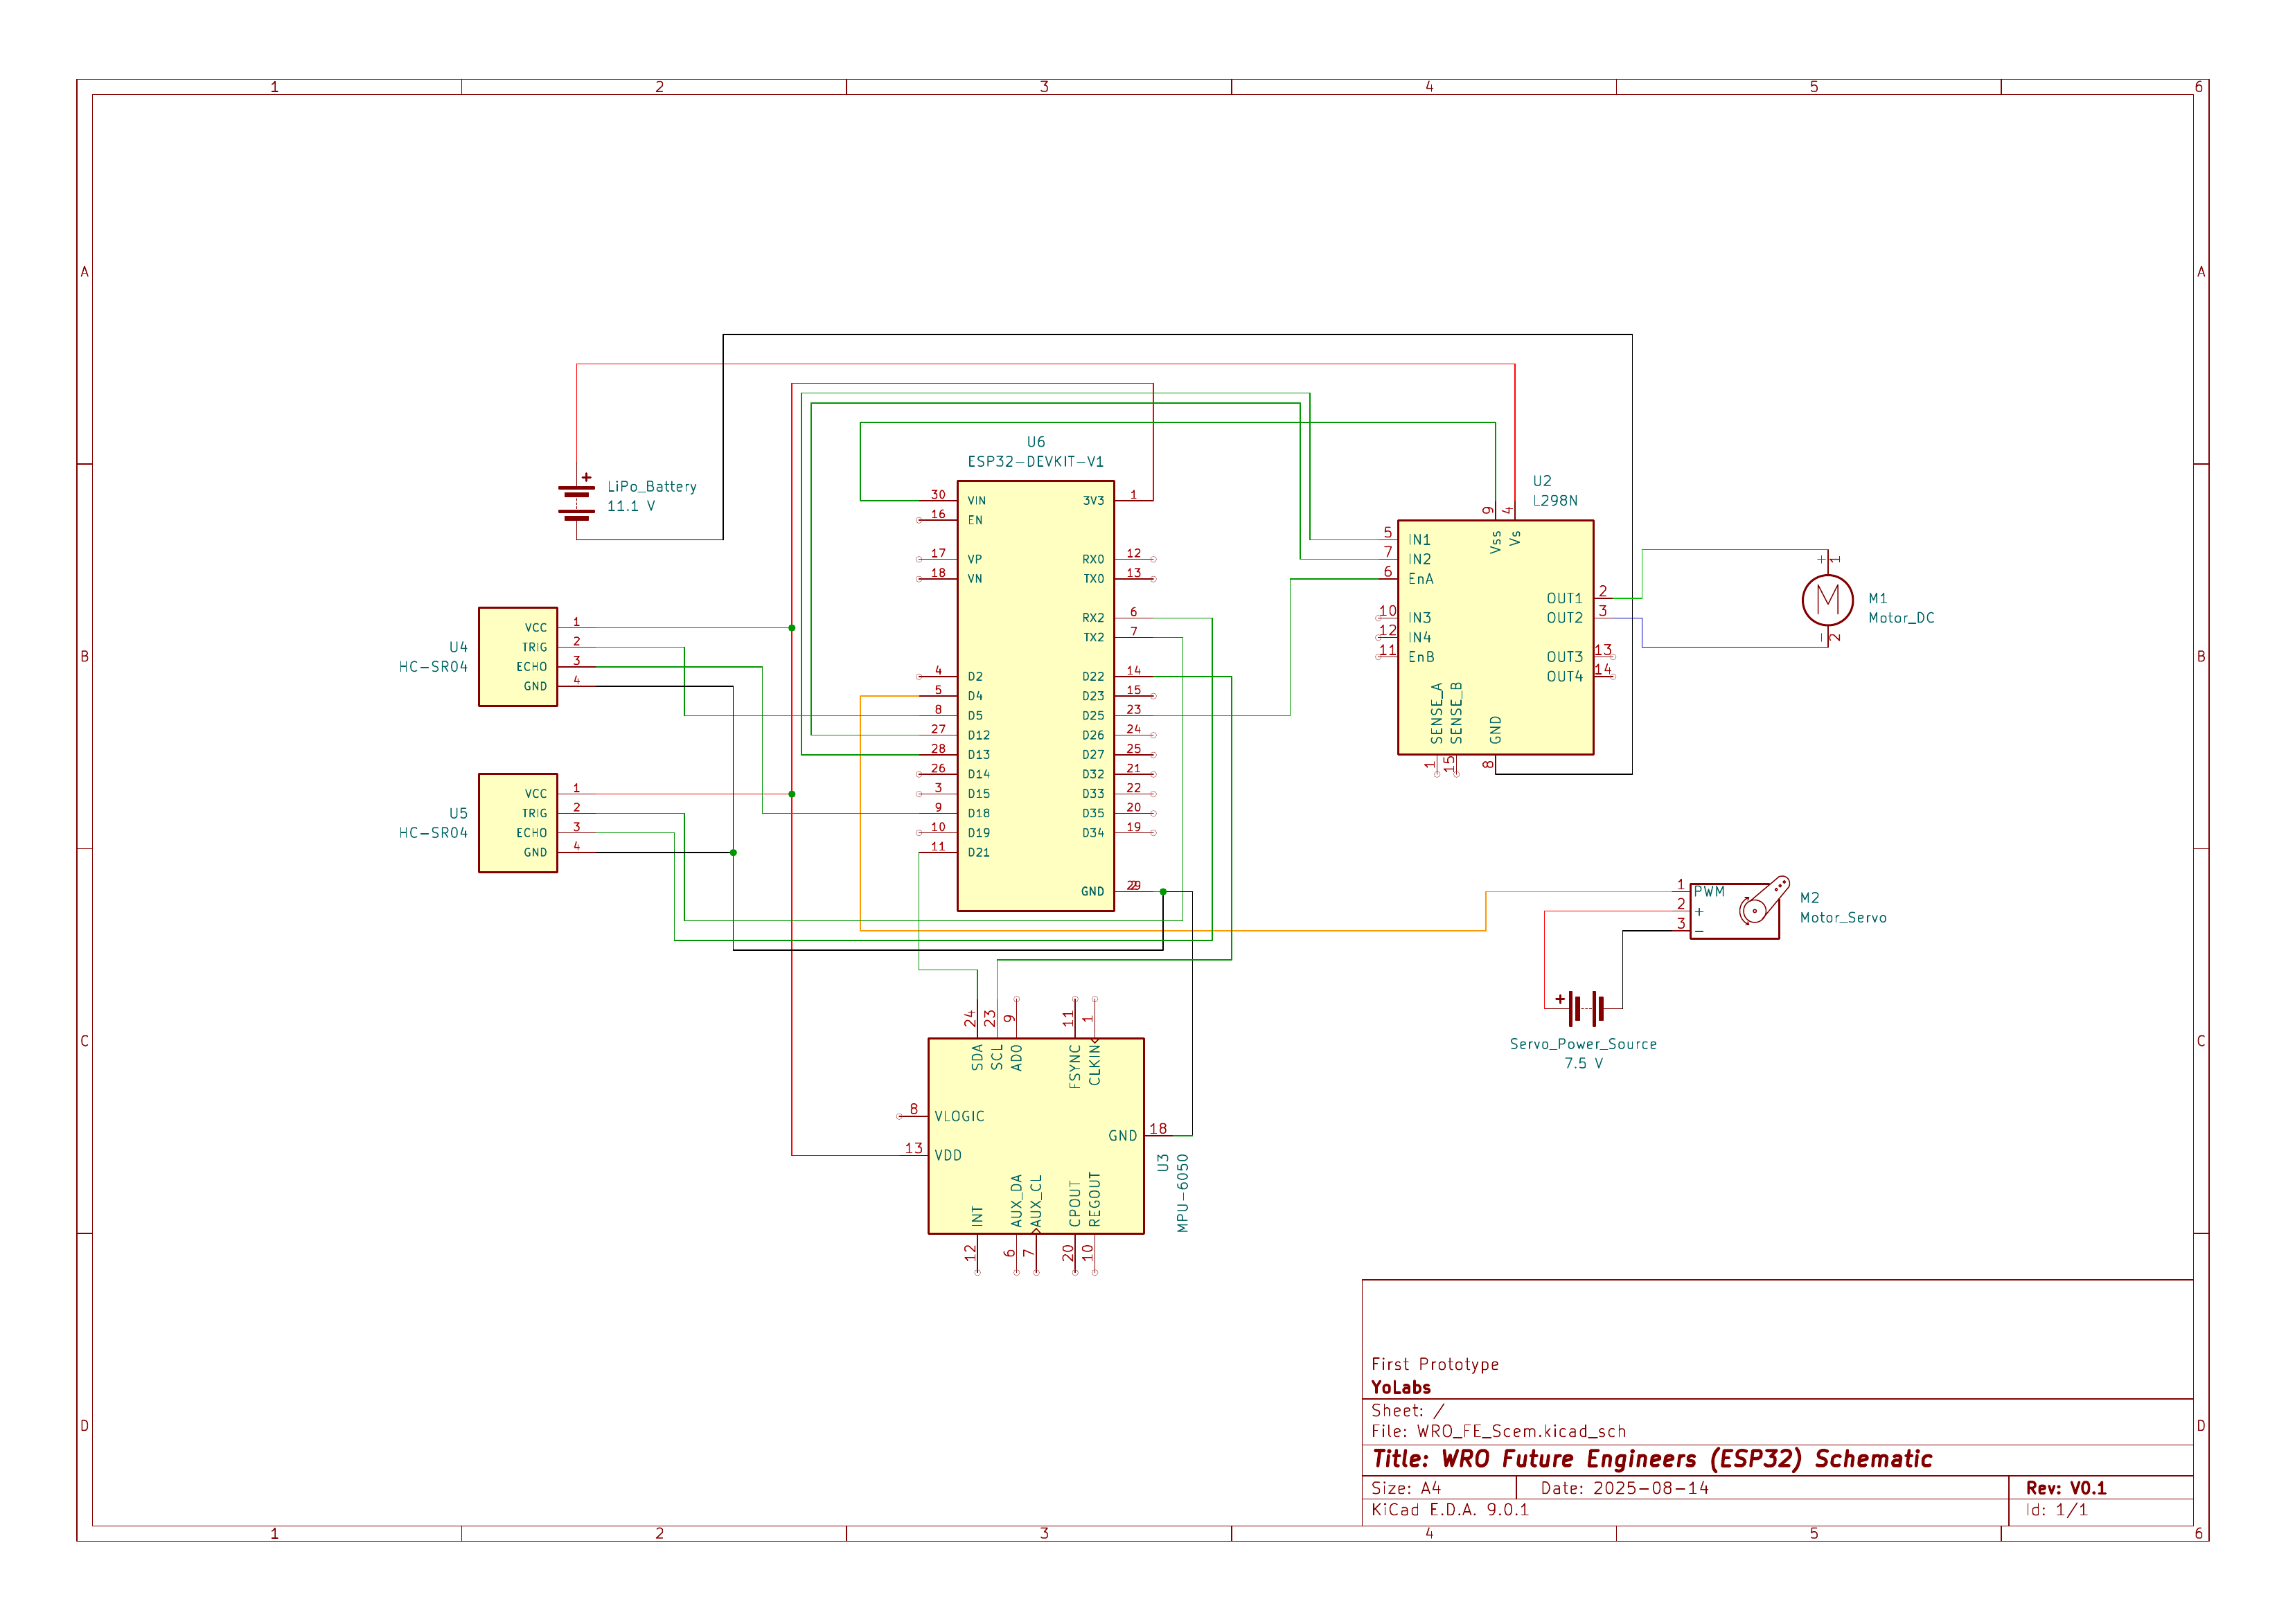 1 2 3 4 5 6
A A
B B
C C
D D
1 2 3 4 5 6
LiPo_Battery
11.1 V
+
U4
HC-SR04
VCC 1
TRIG 2
ECHO 3
GND 4
U5
HC-SR04
VCC 1
TRIG 2
ECHO 3
GND 4
U6
ESP32-DEVKIT-V1
30 VIN 3V3 1
16 EN
17 VP RX0 12
18 VN TX0 13
RX2 6
TX2 7
4 D2 D22 14
5 D4 D23 15
8 D5 D25 23
27 D12 D26 24
28 D13 D27 25
26 D14 D32 21
3 D15 D33 22
9 D18 D35 20
10 D19 D34 19
11 D21
GND
U2
L298N
9 4
Vss Vs
5 IN1
7 IN2
6 EnA
OUT1 2
10 IN3 OUT2 3
12 IN4
11 EnB OUT3 13
OUT4 14
SENSE_A SENSE_B GND
1 15 8
+ 1
M
- 2
M1
Motor_DC
1 PWM
2 +
3 -
M2
Motor_Servo
+
Servo_Power_Source
7.5 V
24 23 9 11 1
SDA SCL AD0 FSYNC CLKIN
8 VLOGIC
GND 18
13 VDD
INT AUX_DA AUX_CL CPOUT REGOUT
12 6 7 20 10
U3
MPU-6050
First Prototype
YoLabs
Sheet: /
File: WRO_FE_Scem.kicad_sch
Title: WRO Future Engineers (ESP32) Schematic
Size: A4 Date: 2025-08-14 Rev: V0.1
KiCad E.D.A. 9.0.1 Id: 1/1